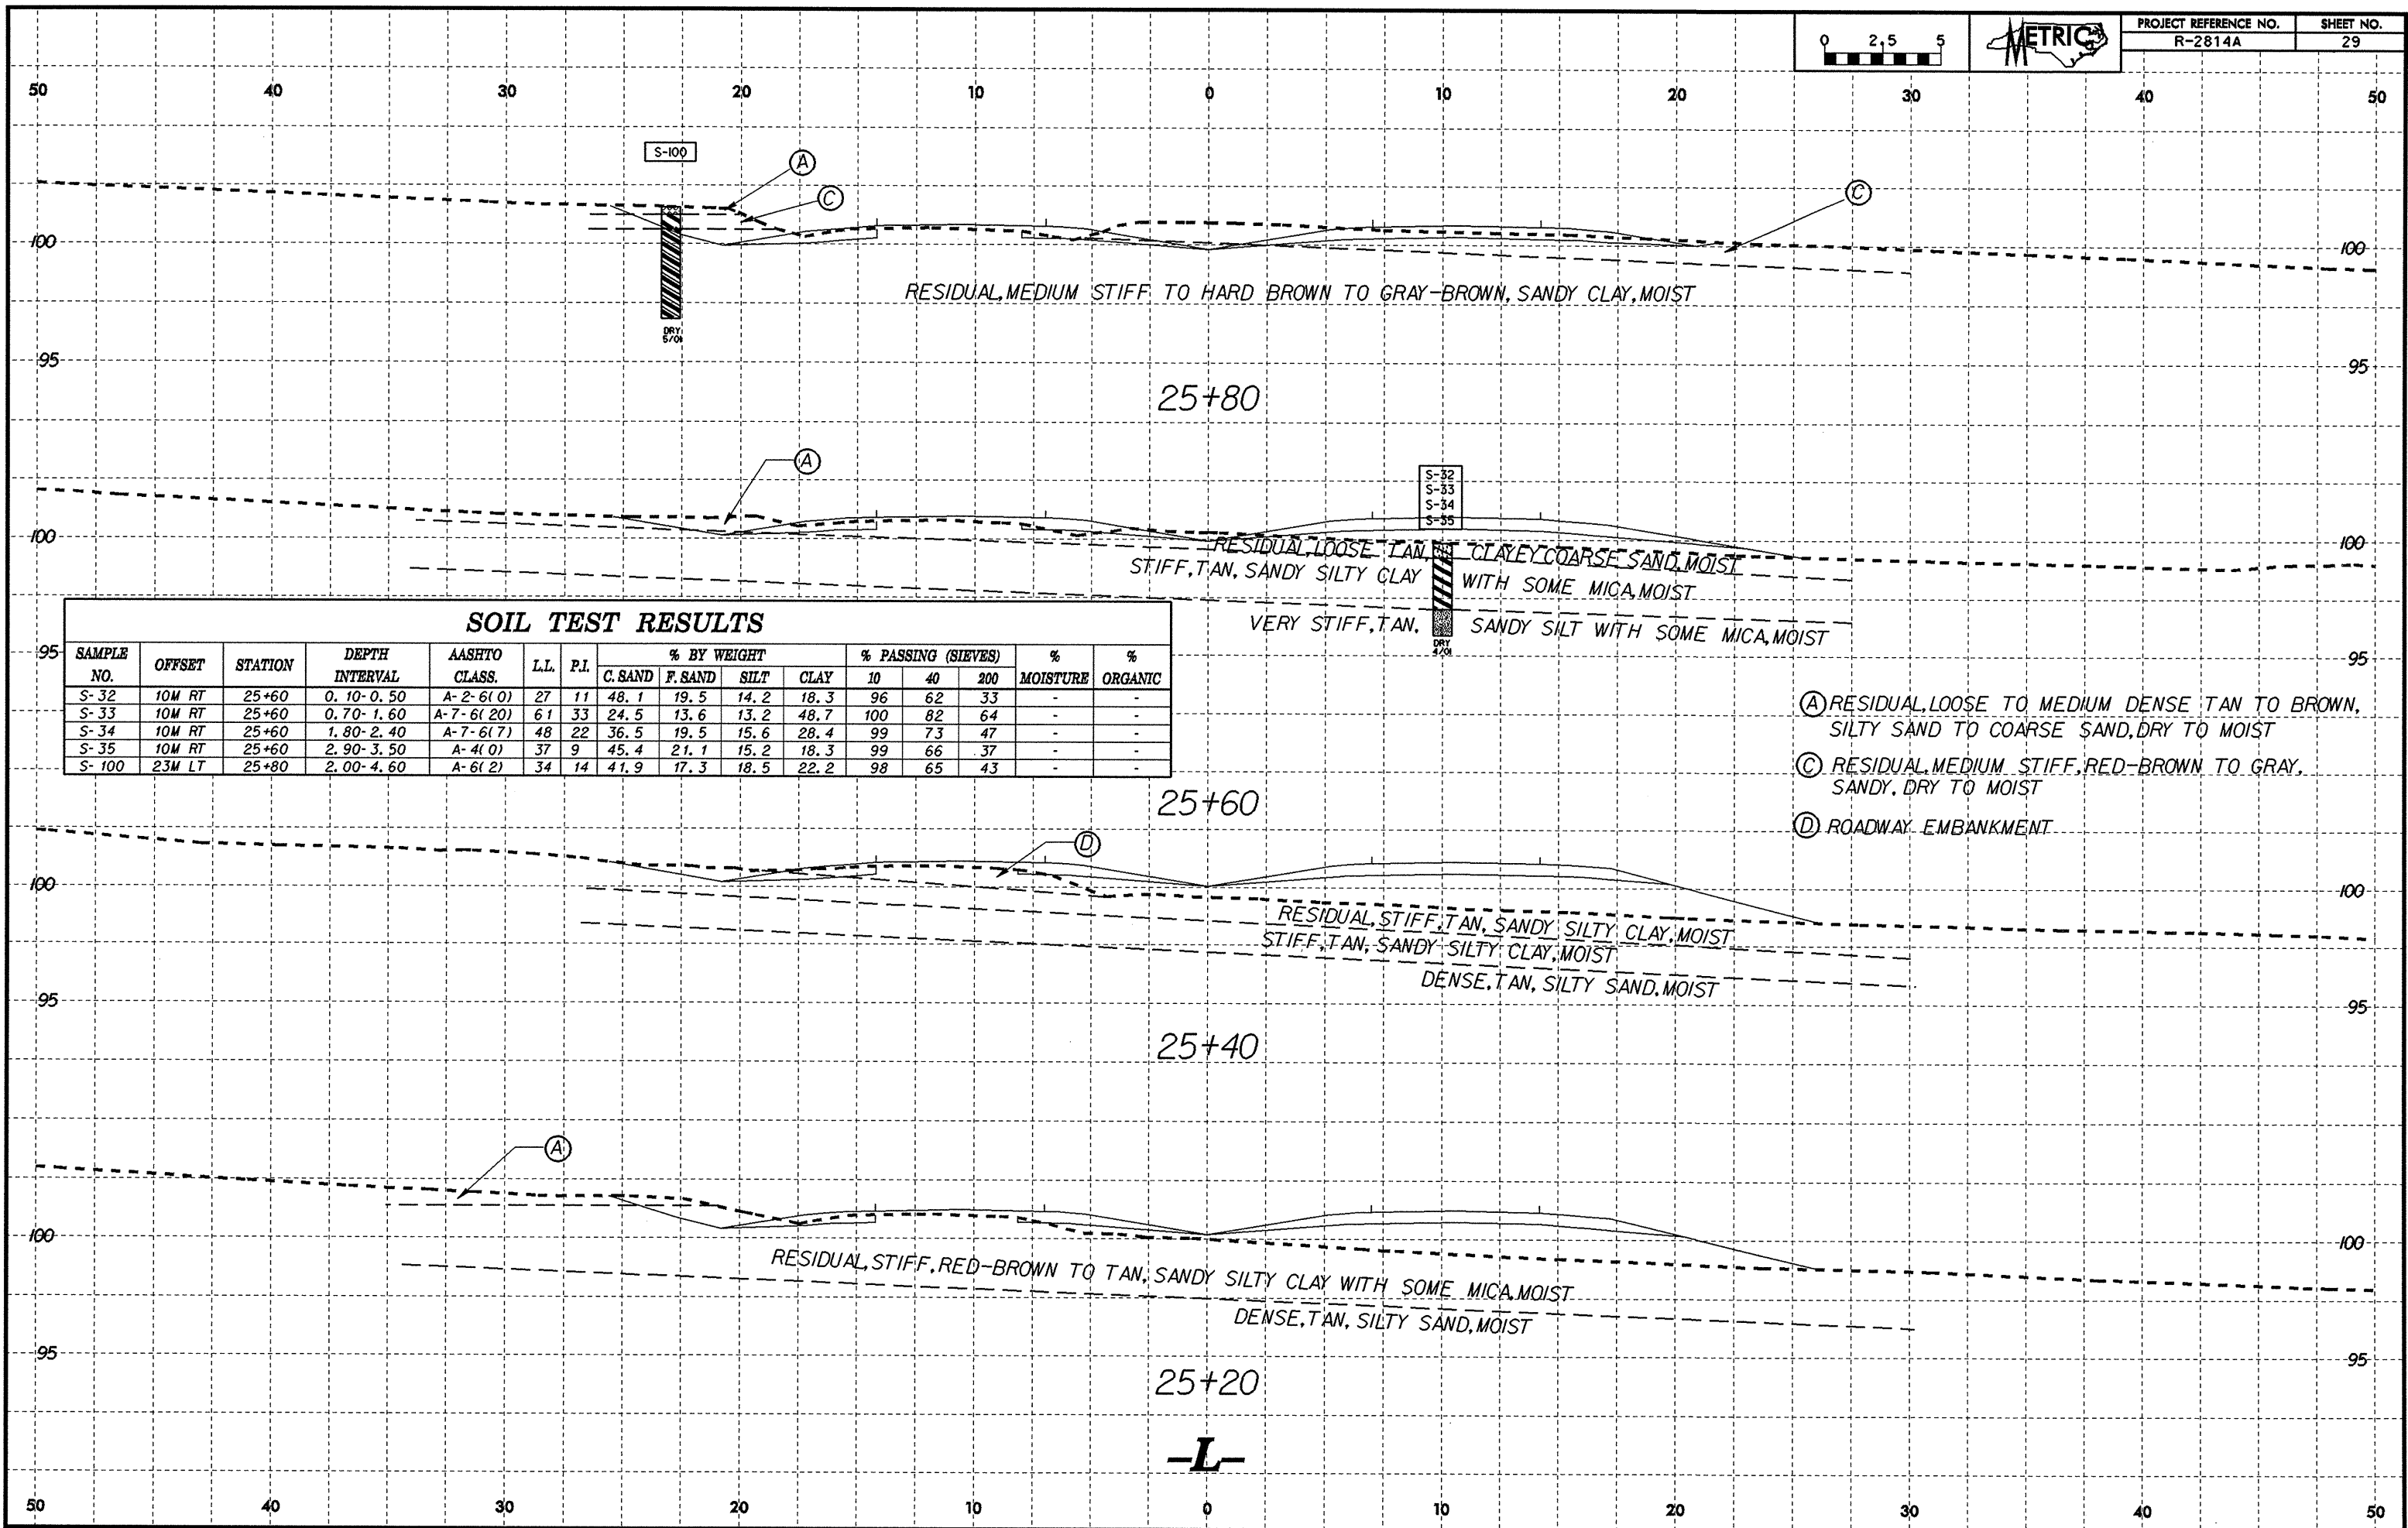 0 2.5 5
METRIC
PROJECT REFERENCE NO. SHEET NO.
R-2814A 29
50 40 30 20 10 0 10 20 30 40 50
S-100
A
C
C
100 100
RESIDUAL, MEDIUM STIFF TO HARD BROWN TO GRAY-BROWN, SANDY CLAY, MOIST
DRY
5/01
95 95
25+80
A
S-32
S-33
S-34
S-35
100 100
RESIDUAL, LOOSE TAN, CLAYEY COARSE SAND, MOIST
STIFF, TAN, SANDY SILTY CLAY WITH SOME MICA, MOIST
VERY STIFF, TAN, SANDY SILT WITH SOME MICA, MOIST
DRY
4/01
95 95
SOIL TEST RESULTS
SAMPLE NO. OFFSET STATION DEPTH INTERVAL AASHTO CLASS. L.L. P.I. % BY WEIGHT % PASSING (SIEVES) % MOISTURE % ORGANIC
C. SAND F. SAND SILT CLAY 10 40 200
S-32 10M RT 25+60 0.10-0.50 A-2-6(0) 27 11 48.1 19.5 14.2 18.3 96 62 33 - -
S-33 10M RT 25+60 0.70-1.60 A-7-6(20) 61 33 24.5 13.6 13.2 48.7 100 82 64 - -
S-34 10M RT 25+60 1.80-2.40 A-7-6(7) 48 22 36.5 19.5 15.6 28.4 99 73 47 - -
S-35 10M RT 25+60 2.90-3.50 A-4(0) 37 9 45.4 21.1 15.2 18.3 99 66 37 - -
S-100 23M LT 25+80 2.00-4.60 A-6(2) 34 14 41.9 17.3 18.5 22.2 98 65 43 - -
A RESIDUAL, LOOSE TO MEDIUM DENSE TAN TO BROWN,
SILTY SAND TO COARSE SAND, DRY TO MOIST
C RESIDUAL, MEDIUM STIFF, RED-BROWN TO GRAY,
SANDY, DRY TO MOIST
D ROADWAY EMBANKMENT
25+60
D
100 100
RESIDUAL, STIFF, TAN, SANDY SILTY CLAY, MOIST
STIFF, TAN, SANDY SILTY CLAY, MOIST
DENSE, TAN, SILTY SAND, MOIST
95 95
25+40
A
100 100
RESIDUAL, STIFF, RED-BROWN TO TAN, SANDY SILTY CLAY WITH SOME MICA, MOIST
DENSE, TAN, SILTY SAND, MOIST
95 95
25+20
-L-
50 40 30 20 10 0 10 20 30 40 50